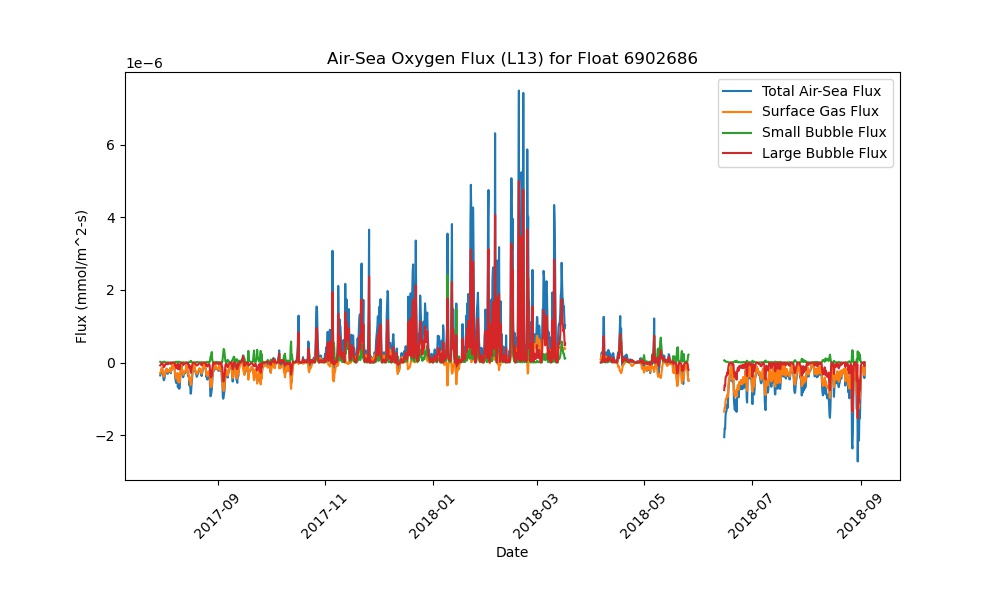 Air-Sea Oxygen Flux (L13) for Float 6902686
1e−6
Total Air-Sea Flux
Surface Gas Flux
Small Bubble Flux
Large Bubble Flux
6
4
2
0
−2
Flux (mmol/m^2-s)
2017-09
2017-11
2018-01
2018-03
2018-05
2018-07
2018-09
Date